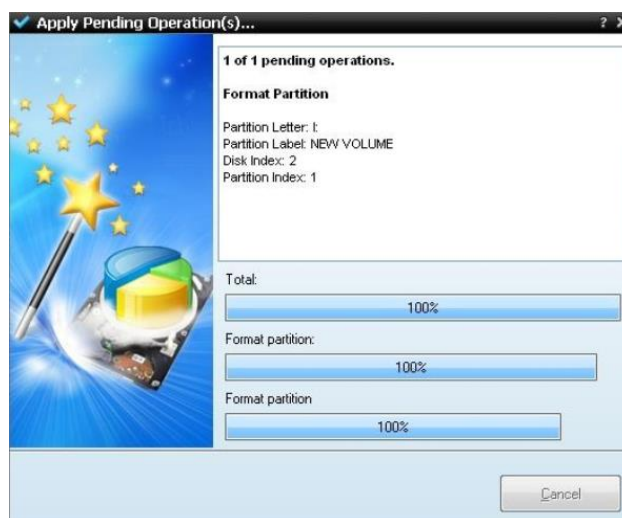 Apply Pending Operation(s)...
1 of 1 pending operations.
Format Partition
Partition Letter: I:
Partition Label: NEW VOLUME
Disk Index: 2
Partition Index: 1
Total:
100%
Format partition:
100%
Format partition
100%
Cancel